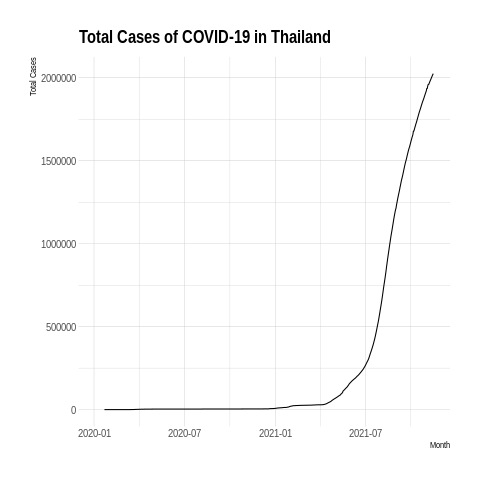 Total Cases of COVID-19 in Thailand
Total Cases
2000000
1500000
1000000
500000
0
2020-01 2020-07 2021-01 2021-07
Month